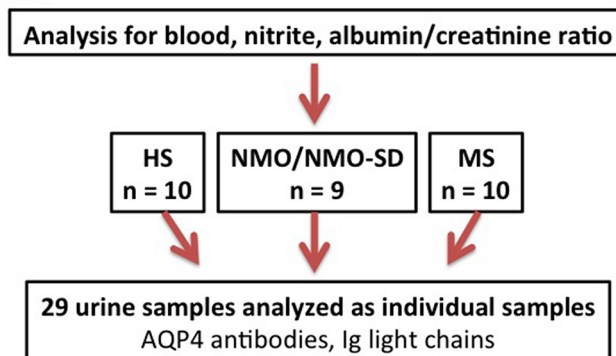 Analysis for blood, nitrite, albumin/creatinine ratio
HS
n = 10
NMO/NMO-SD
n = 9
MS
n = 10
29 urine samples analyzed as individual samples
AQP4 antibodies, Ig light chains